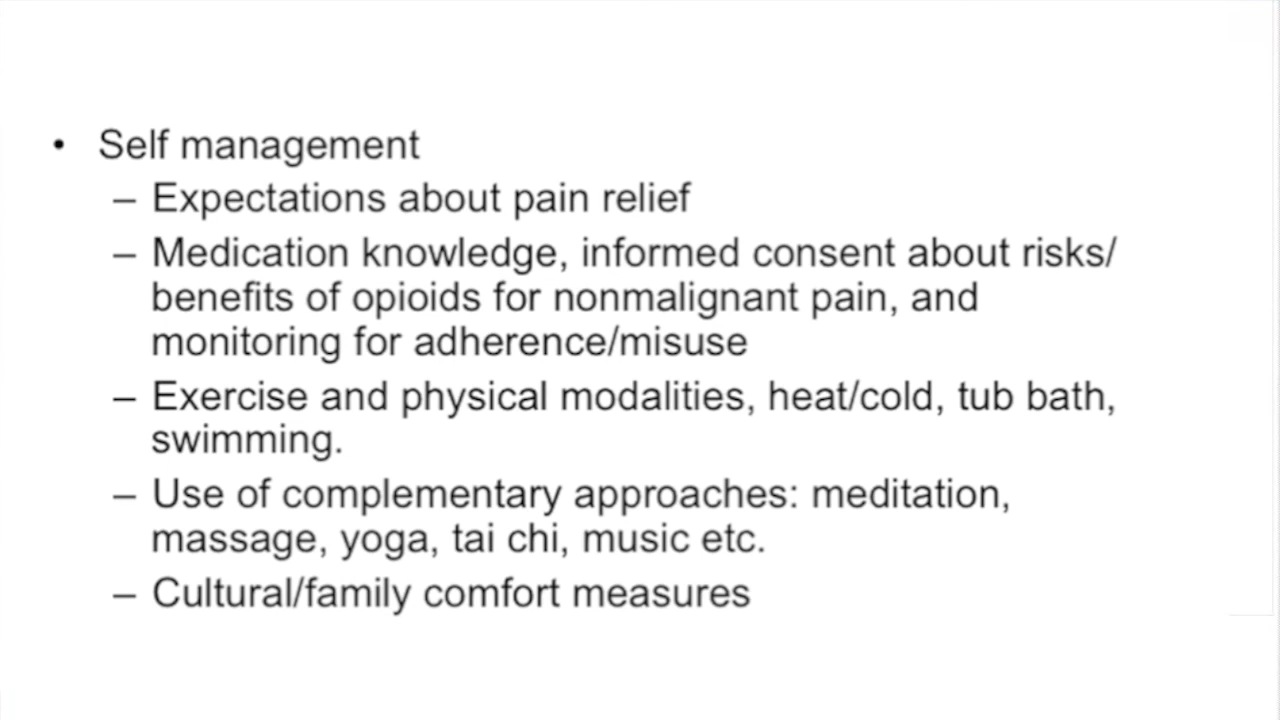 • Self management
– Expectations about pain relief
– Medication knowledge, informed consent about risks/
benefits of opioids for nonmalignant pain, and
monitoring for adherence/misuse
– Exercise and physical modalities, heat/cold, tub bath,
swimming.
– Use of complementary approaches: meditation,
massage, yoga, tai chi, music etc.
– Cultural/family comfort measures